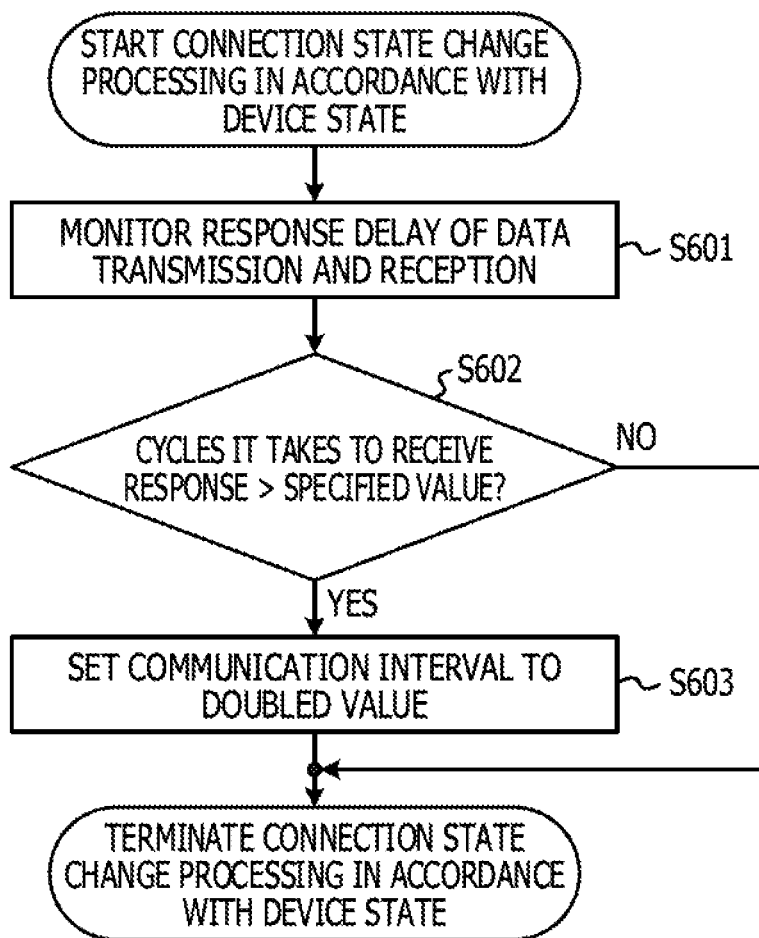 START CONNECTION STATE CHANGE
PROCESSING IN ACCORDANCE WITH
DEVICE STATE
MONITOR RESPONSE DELAY OF DATA
TRANSMISSION AND RECEPTION
S601
S602
CYCLES IT TAKES TO RECEIVE
RESPONSE > SPECIFIED VALUE?
NO
YES
SET COMMUNICATION INTERVAL TO
DOUBLED VALUE
S603
TERMINATE CONNECTION STATE
CHANGE PROCESSING IN ACCORDANCE
WITH DEVICE STATE